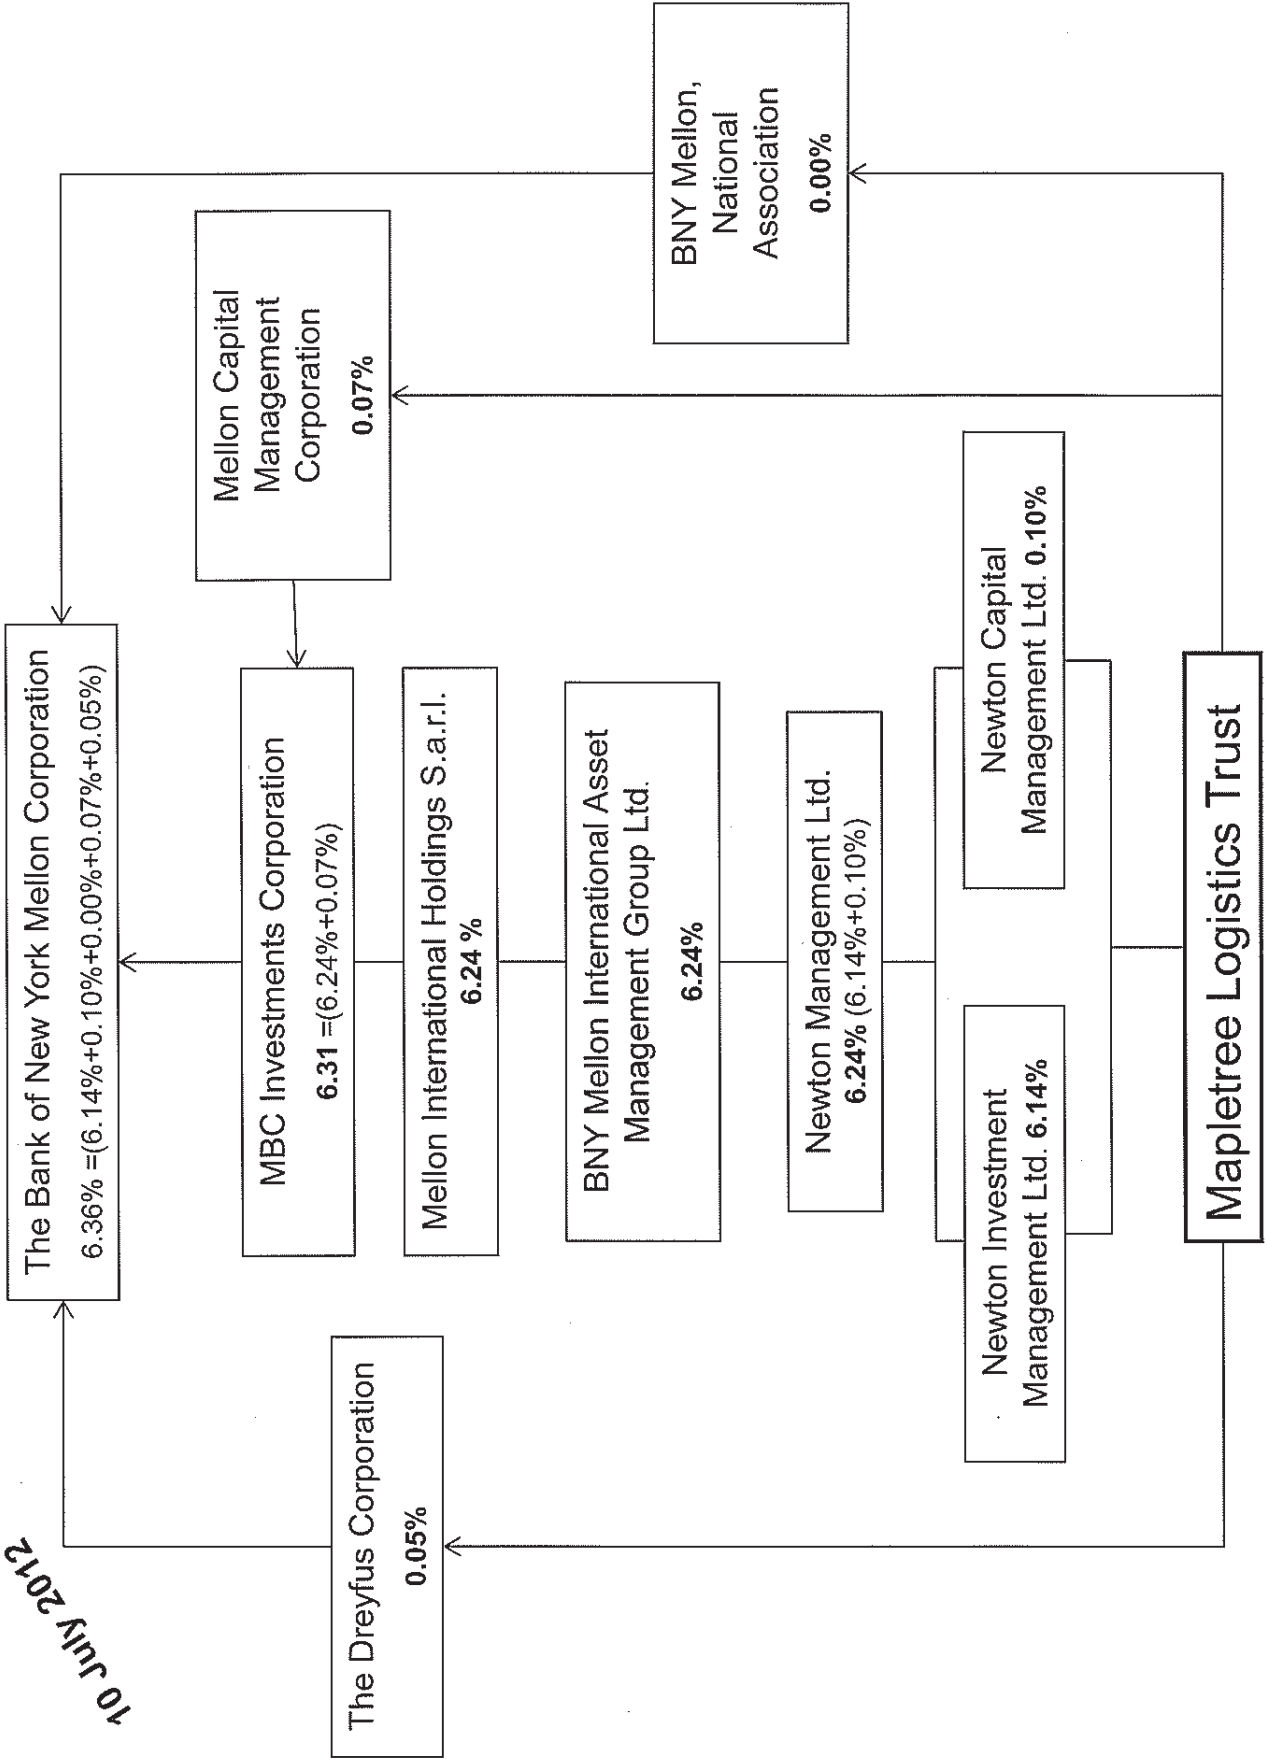 10 July 2012
The Bank of New York Mellon Corporation
6.36% =(6.14%+0.10%+0.00%+0.07%+0.05%)
The Dreyfus Corporation
0.05%
MBC Investments Corporation
6.31 =(6.24%+0.07%)
Mellon Capital
Management
Corporation
0.07%
Mellon International Holdings S.a.r.l.
6.24 %
BNY Mellon International Asset
Management Group Ltd.
6.24%
BNY Mellon,
National
Association
0.00%
Newton Management Ltd.
6.24% (6.14%+0.10%)
Newton Investment
Management Ltd. 6.14%
Newton Capital
Management Ltd. 0.10%
Mapletree Logistics Trust